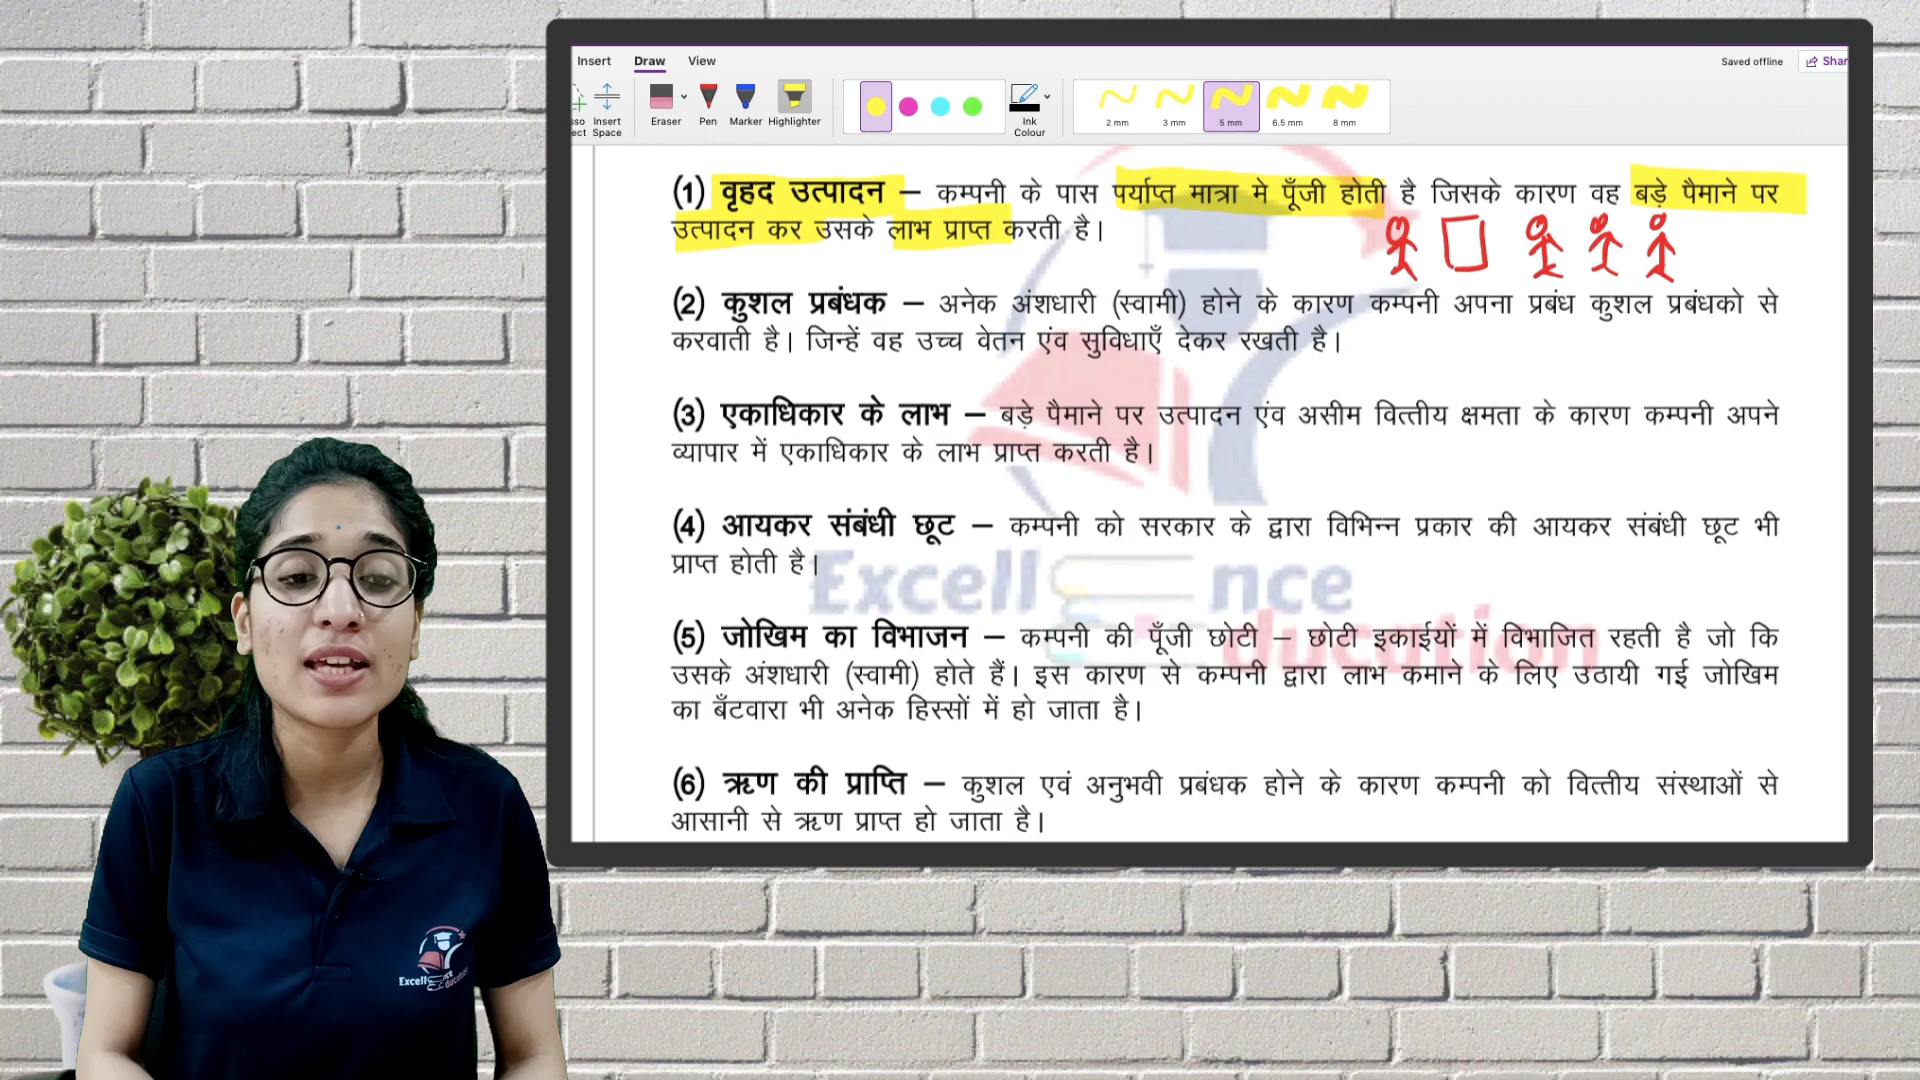 Insert Draw View Saved offline Shar
sso Insert Eraser Pen Marker Highlighter Ink 2 mm 3 mm 5 mm 6.5 mm 8 mm
ect Space Colour
(1) वृहद उत्पादन – कम्पनी के पास पर्याप्त मात्रा मे पूँजी होती है जिसके कारण वह बड़े पैमाने पर
उत्पादन कर उसके लाभ प्राप्त करती है।
(2) कुशल प्रबंधक – अनेक अंशधारी (स्वामी) होने के कारण कम्पनी अपना प्रबंध कुशल प्रबंधको से
करवाती है। जिन्हें वह उच्च वेतन एंव सुविधाएँ देकर रखती है।
(3) एकाधिकार के लाभ – बड़े पैमाने पर उत्पादन एंव असीम वित्तीय क्षमता के कारण कम्पनी अपने
व्यापार में एकाधिकार के लाभ प्राप्त करती है।
(4) आयकर संबंधी छूट – कम्पनी को सरकार के द्वारा विभिन्न प्रकार की आयकर संबंधी छूट भी
प्राप्त होती है।
Excellence
ducation
(5) जोखिम का विभाजन – कम्पनी की पूँजी छोटी – छोटी इकाईयों में विभाजित रहती है जो कि
उसके अंशधारी (स्वामी) होते हैं। इस कारण से कम्पनी द्वारा लाभ कमाने के लिए उठायी गई जोखिम
का बँटवारा भी अनेक हिस्सों में हो जाता है।
(6) ऋण की प्राप्ति – कुशल एवं अनुभवी प्रबंधक होने के कारण कम्पनी को वित्तीय संस्थाओं से
आसानी से ऋण प्राप्त हो जाता है।
Excellence
ducation